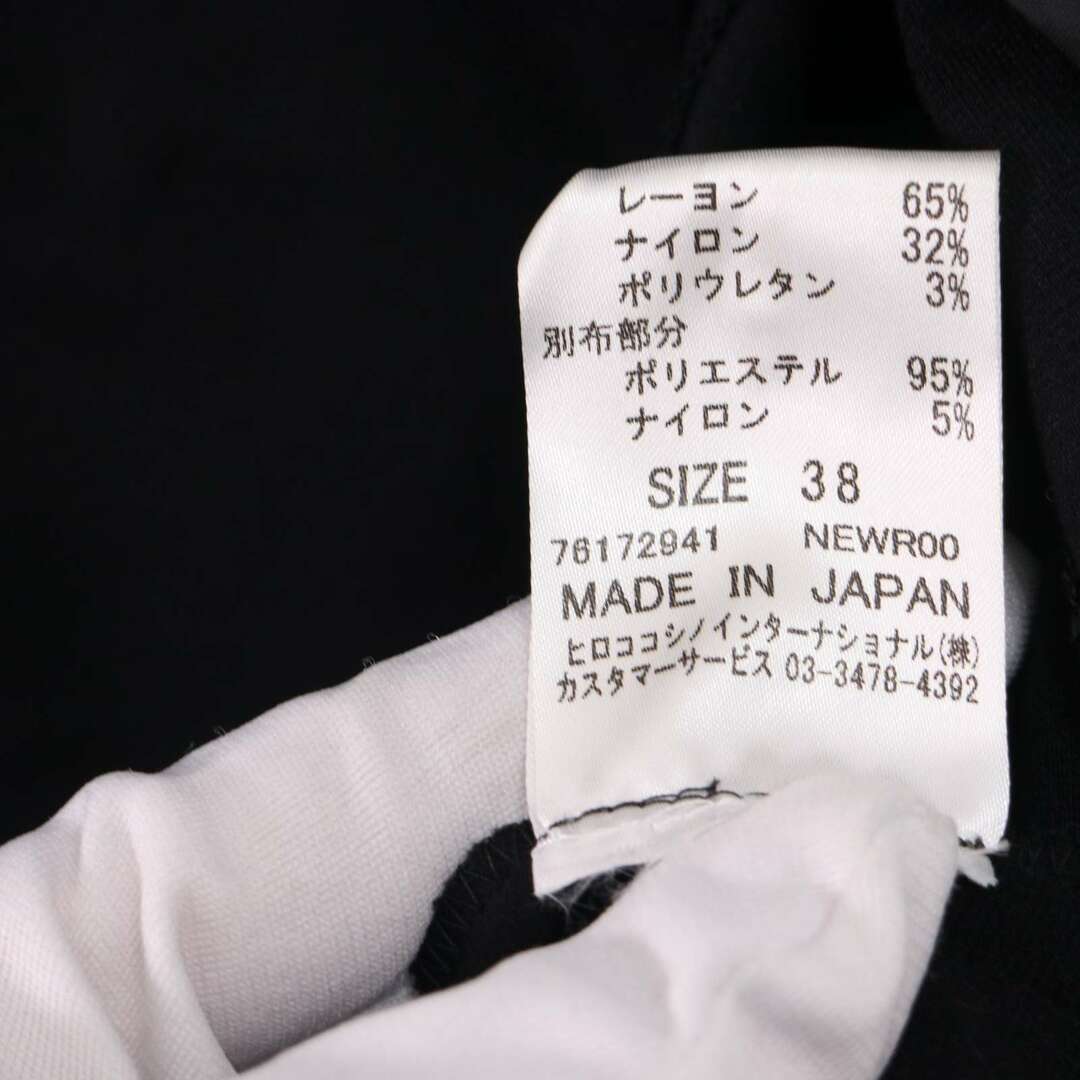 レーヨン 65%
ナイロン 32%
ポリウレタン 3%
別布部分
ポリエステル 95%
ナイロン 5%
SIZE 38
76172941 NEWR00
MADE IN JAPAN
ヒロココシノインターナショナル(株)
カスタマーサービス 03-3478-4392